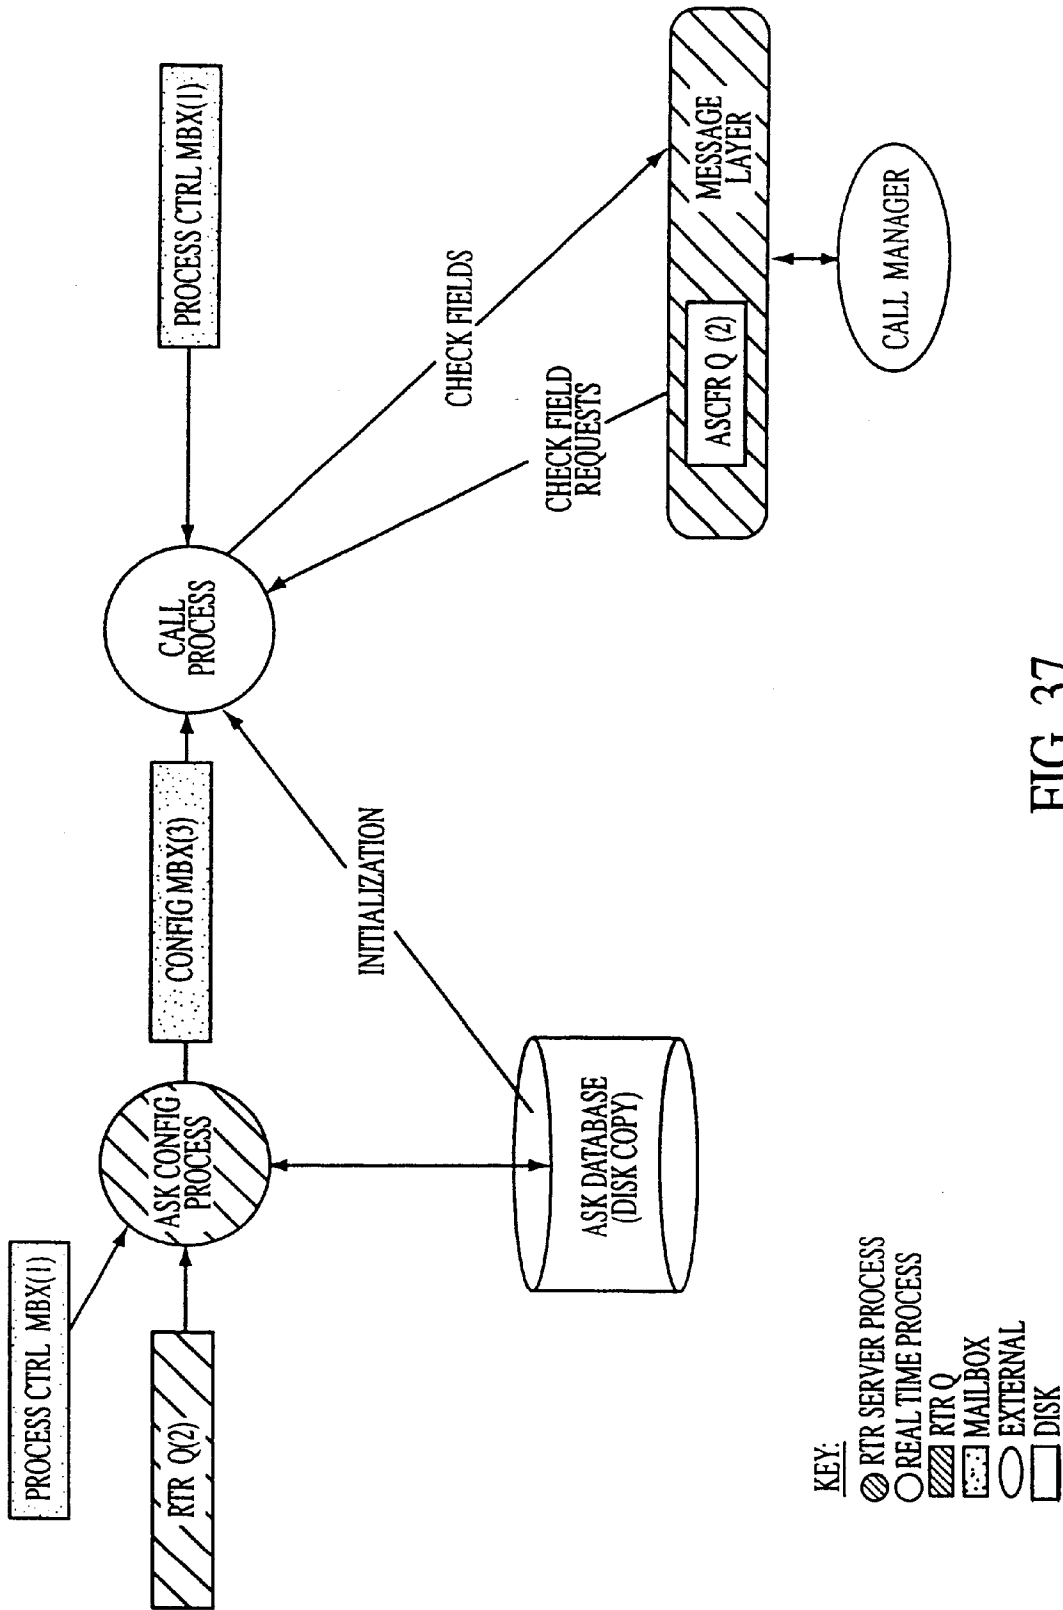 PROCESS CTRL MBX(1)
RTR Q(2)
ASK CONFIG
PROCESS
CONFIG MBX(3)
CALL
PROCESS
PROCESS CTRL MBX(1)
INITIALIZATION
CHECK FIELDS
CHECK FIELD
REQUESTS
ASK DATABASE
(DISK COPY)
ASCFR Q (2)
MESSAGE
LAYER
CALL MANAGER
KEY:
RTR SERVER PROCESS
REAL TIME PROCESS
RTR Q
MAILBOX
EXTERNAL
DISK
FIG. 37